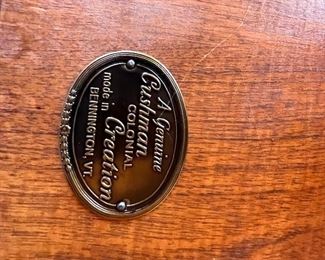 A Genuine
Cushman
COLONIAL
Creation
made in
BENNINGTON, VT.